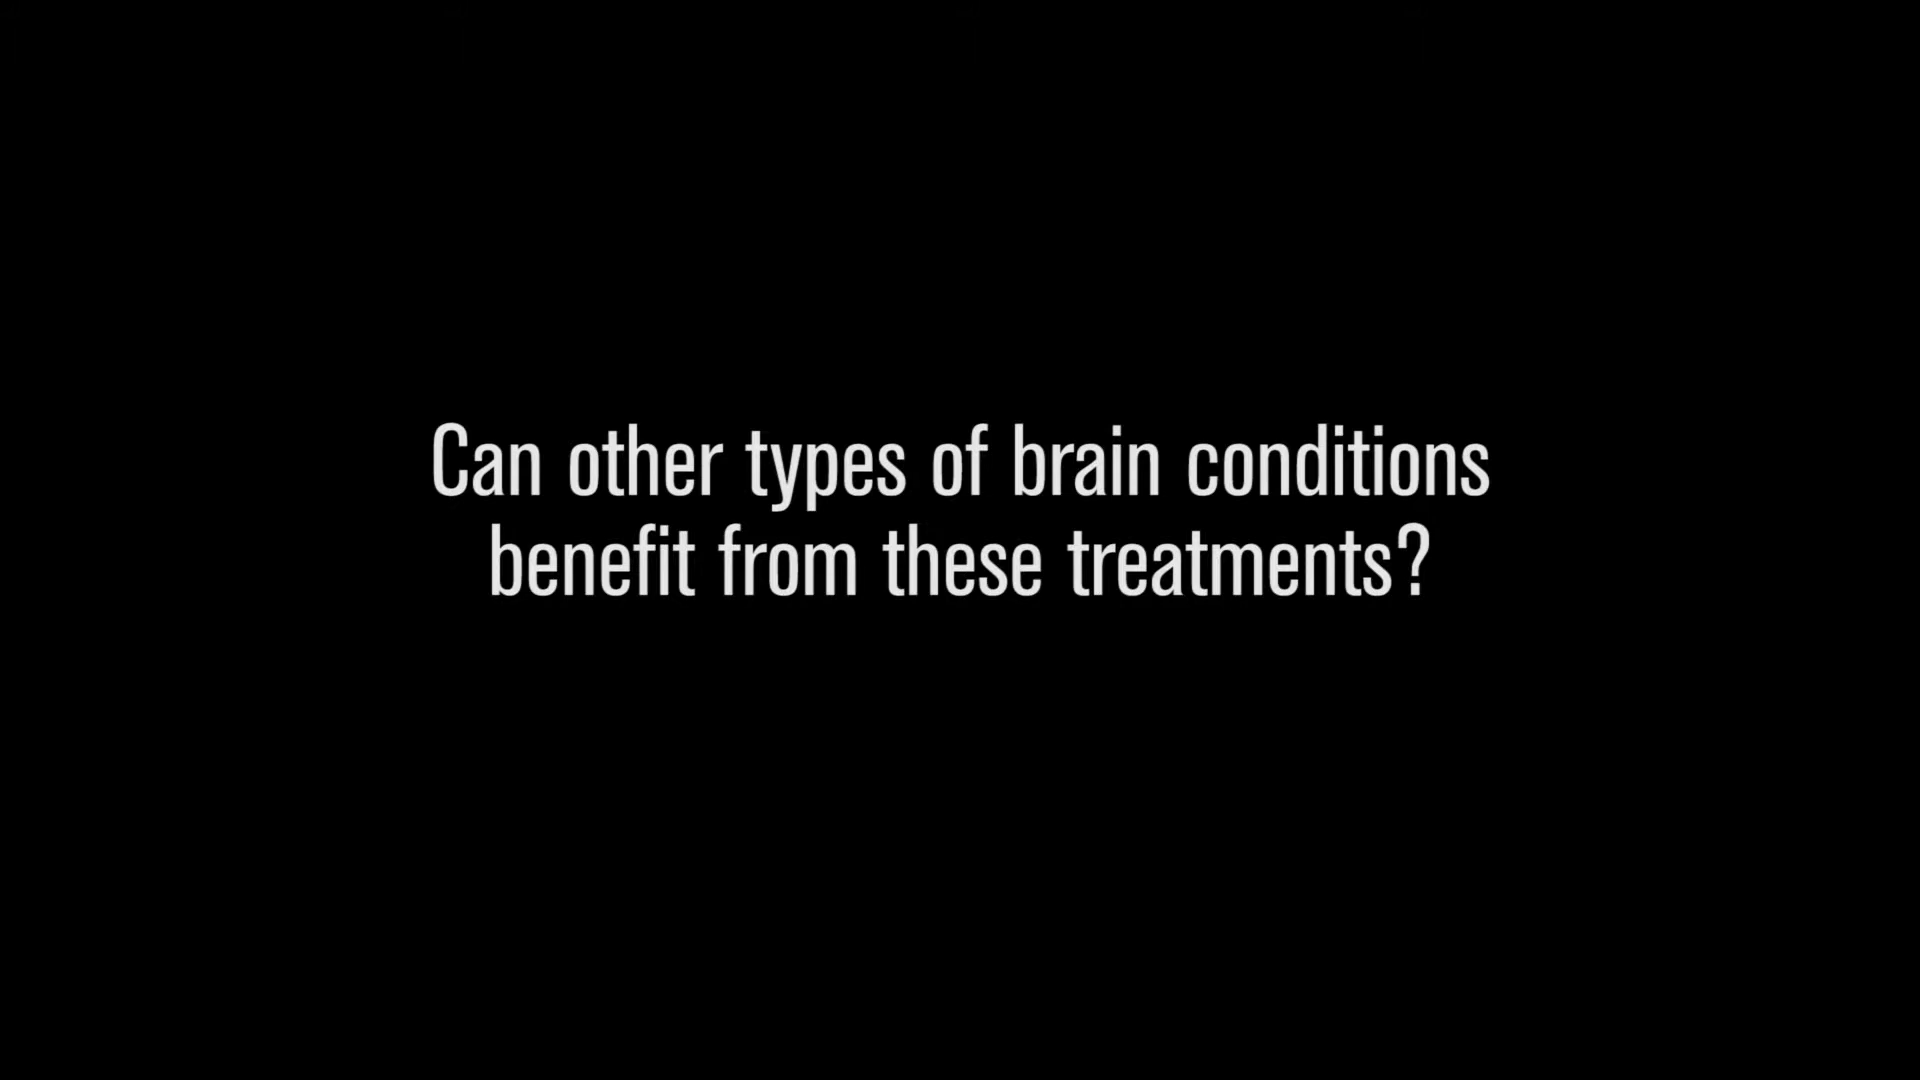 Can other types of brain conditions
benefit from these treatments?